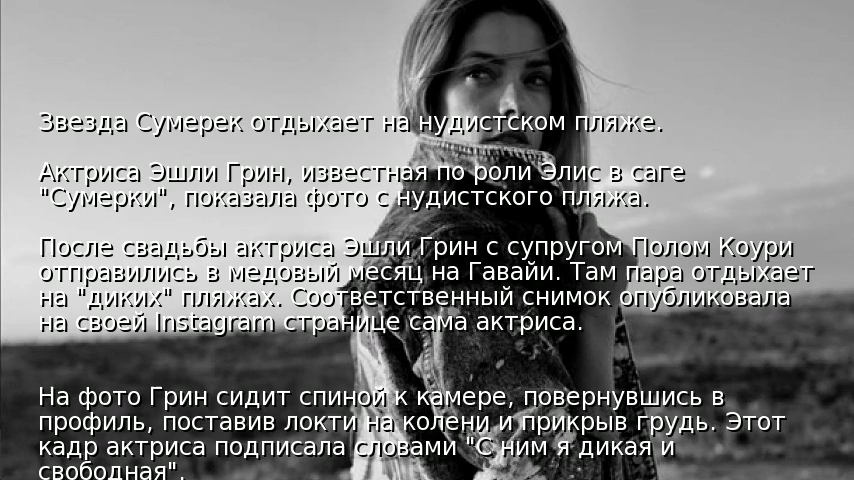 Звезда Сумерек отдыхает на нудистском пляже.
Актриса Эшли Грин, известная по роли Элис в саге
"Сумерки", показала фото с нудистского пляжа.
После свадьбы актриса Эшли Грин с супругом Полом Коури
отправились в медовый месяц на Гавайи. Там пара отдыхает
на "диких" пляжах. Соответственный снимок опубликовала
на своей Instagram странице сама актриса.
На фото Грин сидит спиной к камере, повернувшись в
профиль, поставив локти на колени и прикрыв грудь. Этот
кадр актриса подписала словами "С ним я дикая и
свободная".